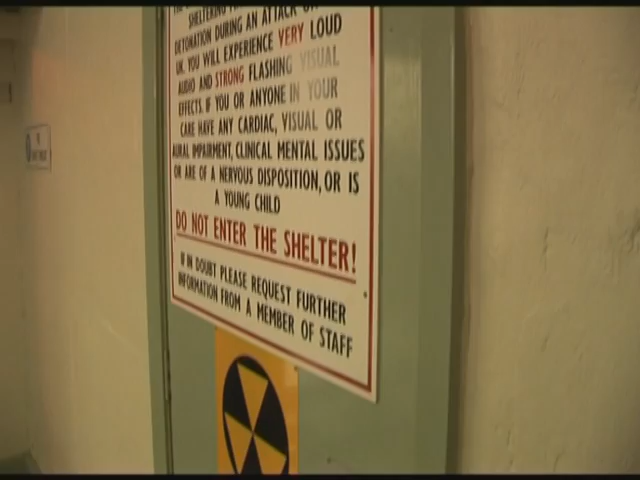 SHELTERING
DETONATION DURING AN ATTACK ON
UK. YOU WILL EXPERIENCE VERY LOUD
AUDIO AND STRONG FLASHING VISUAL
EFFECTS. IF YOU OR ANYONE IN YOUR
CARE HAVE ANY CARDIAC, VISUAL OR
AURAL IMPAIRMENT, CLINICAL MENTAL ISSUES
OR ARE OF A NERVOUS DISPOSITION, OR IS
A YOUNG CHILD
DO NOT ENTER THE SHELTER!
IF IN DOUBT PLEASE REQUEST FURTHER
INFORMATION FROM A MEMBER OF STAFF